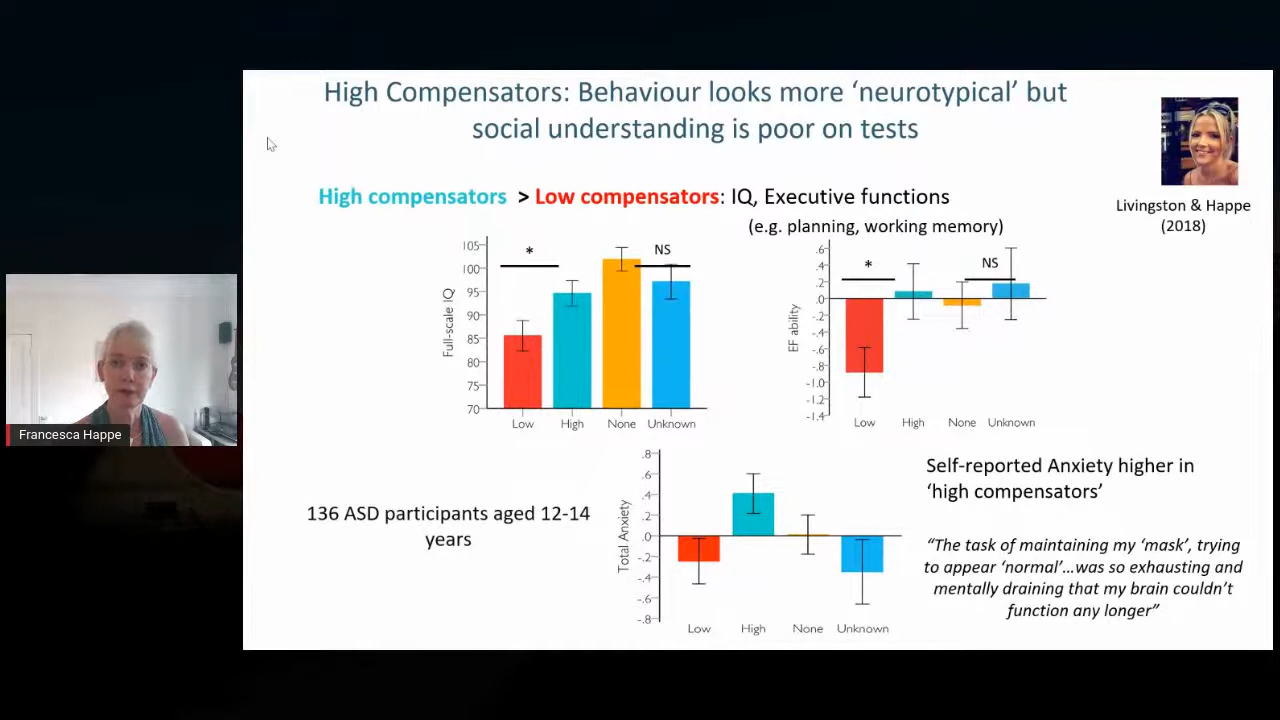 High Compensators: Behaviour looks more ‘neurotypical’ but
social understanding is poor on tests
High compensators > Low compensators: IQ, Executive functions
(e.g. planning, working memory)
Livingston & Happe
(2018)
Full-scale IQ
105
100
95
90
85
80
75
70
*
NS
Low High None Unknown
EF ability
.6
.4
.2
.0
-.2
-.4
-.6
-.8
-1.0
-1.2
-1.4
*
NS
Low High None Unknown
Francesca Happe
136 ASD participants aged 12-14
years
Total Anxiety
.8
.6
.4
.2
.0
-.2
-.4
-.6
-.8
Low High None Unknown
Self-reported Anxiety higher in
‘high compensators’
“The task of maintaining my ‘mask’, trying
to appear ‘normal’…was so exhausting and
mentally draining that my brain couldn’t
function any longer”